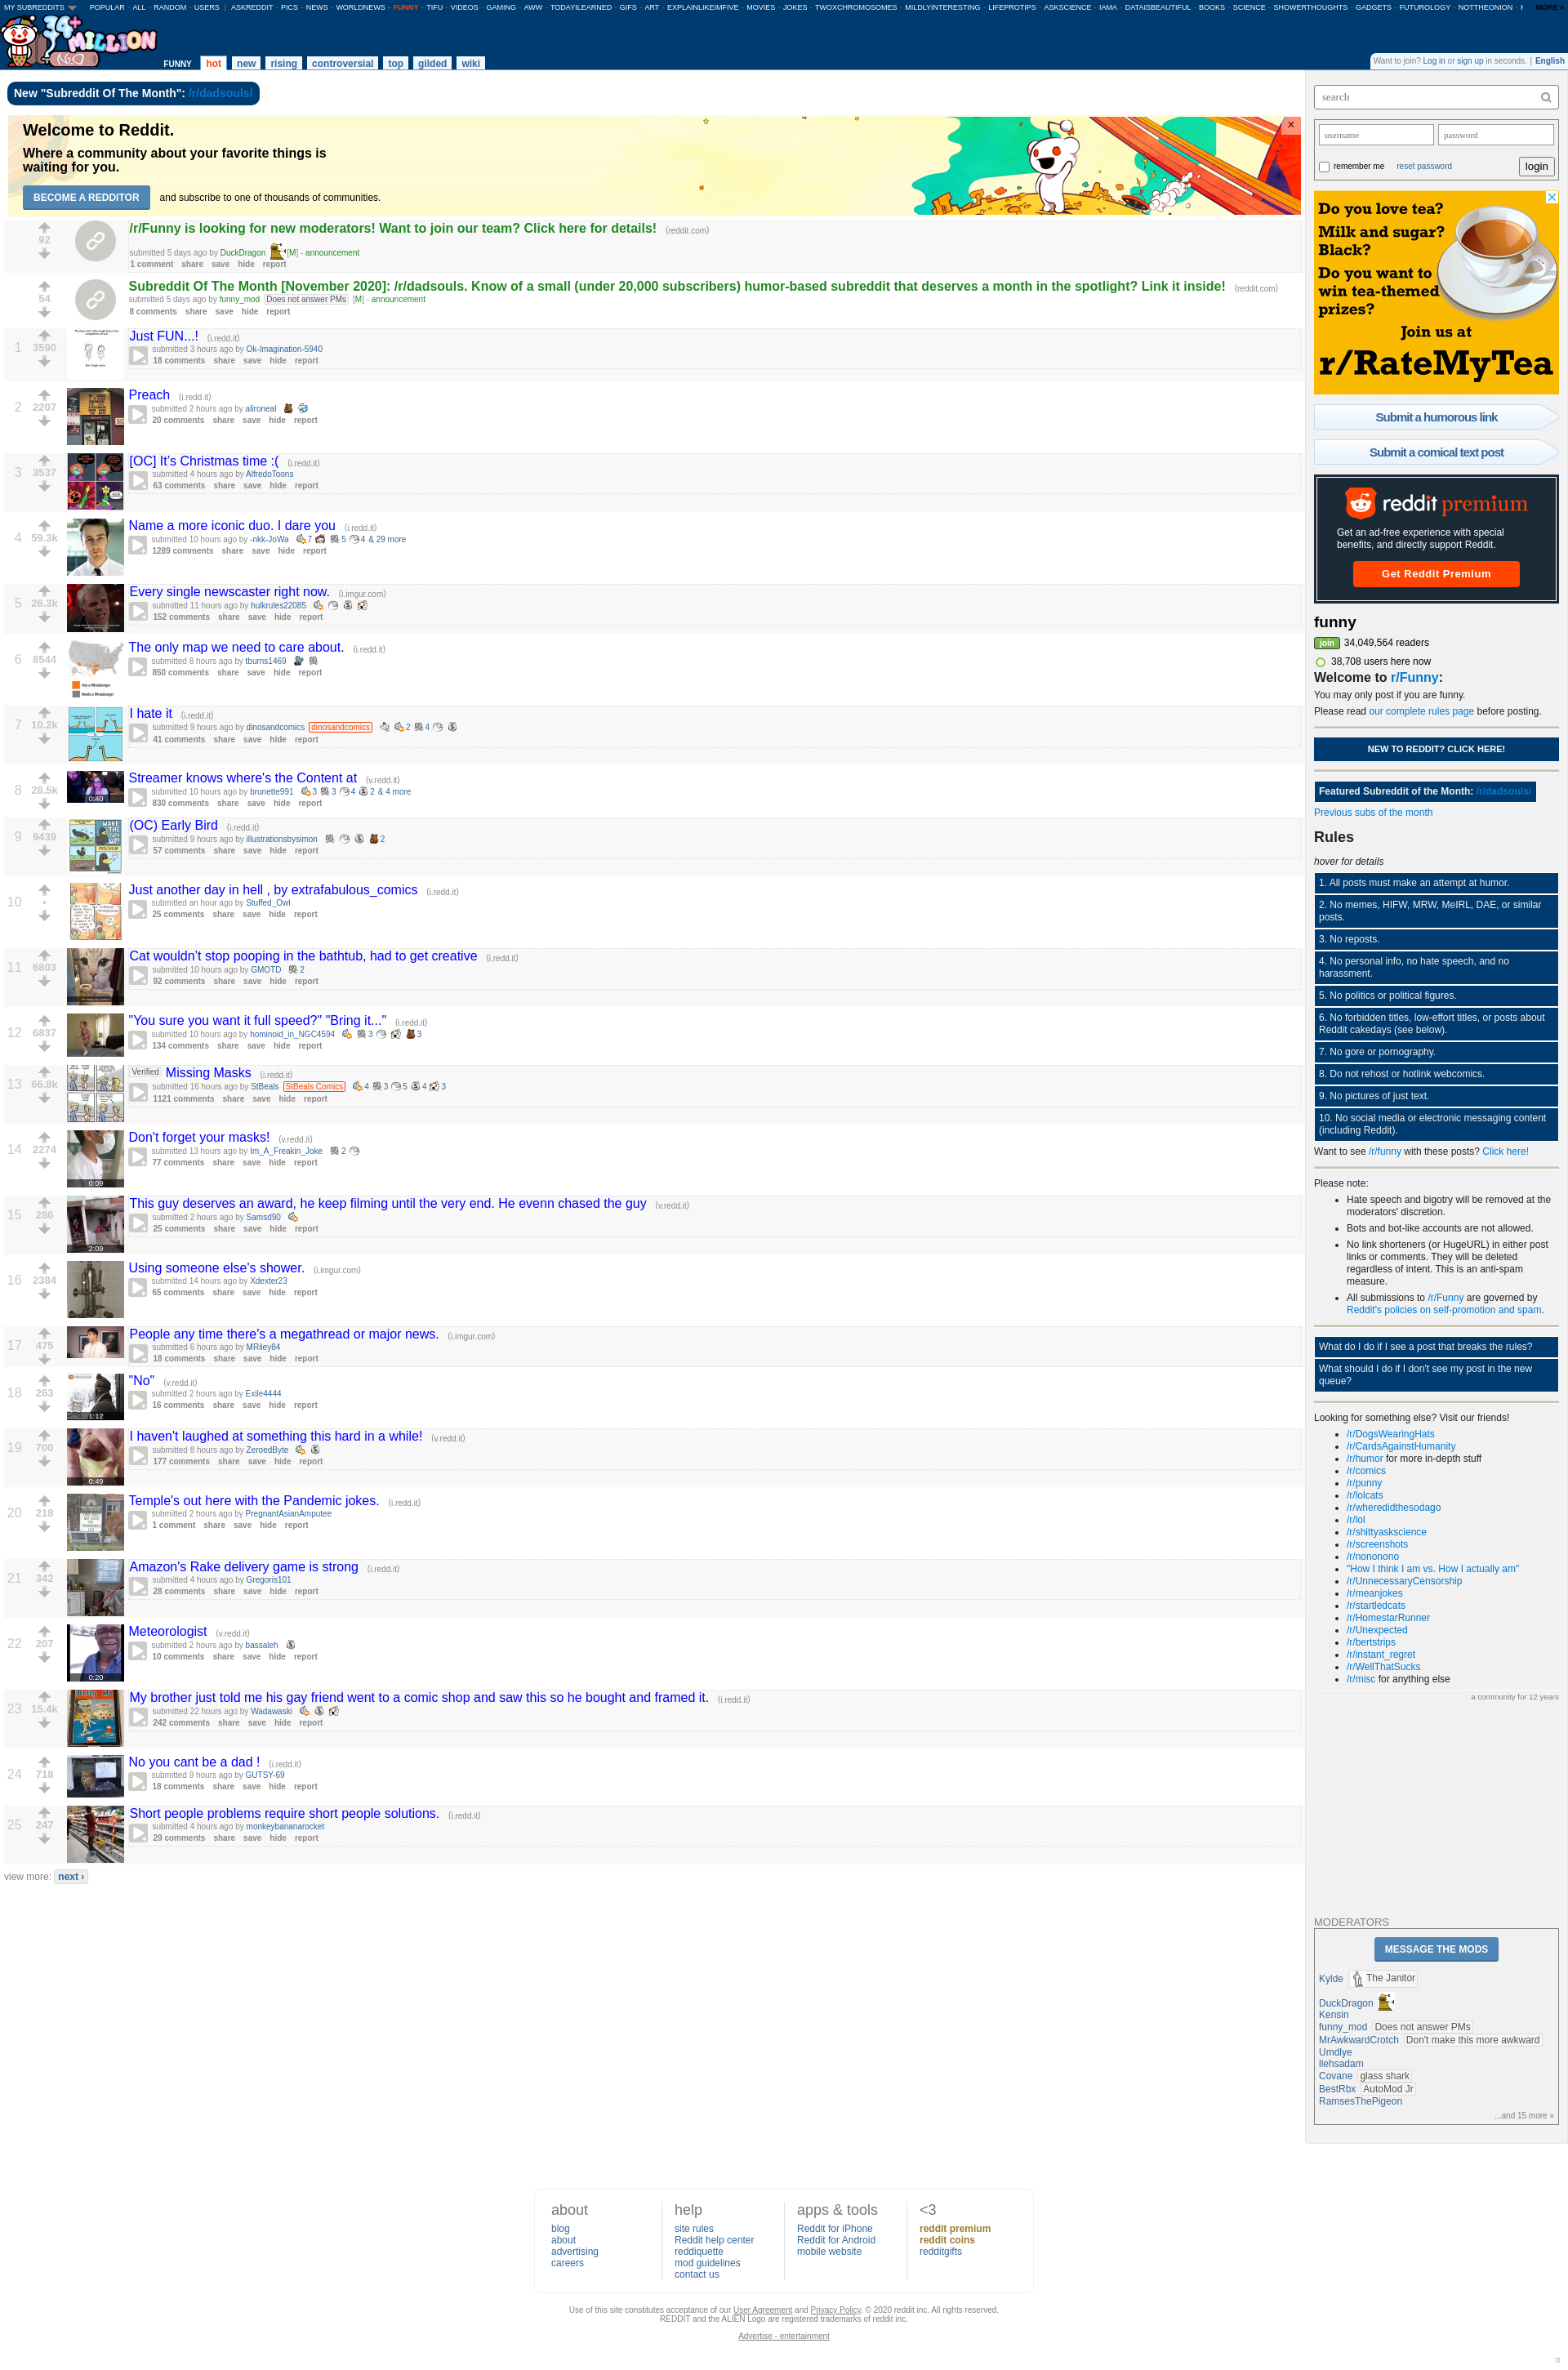 MY SUBREDDITS POPULAR - ALL - RANDOM - USERS | ASKREDDIT - PICS - FUNNY - NEWS - WORLDNEWS - FUNNY - TIFU - VIDEOS - GAMING - AWW - TODAYILEARNED - GIFS - ART - EXPLAINLIKEIMFIVE - MOVIES - JOKES - TWOXCHROMOSOMES - MILDLYINTERESTING - LIFEPROTIPS - ASKSCIENCE - IAMA - DATAISBEAUTIFUL - BOOKS - SCIENCE - SHOWERTHOUGHTS - GADGETS - FUTUROLOGY - NOTTHEONION MORE »
34+ MILLION
FUNNY hot new rising controversial top gilded wiki
Want to join? Log in or sign up in seconds. | English
New "Subreddit Of The Month": /r/dadsouls/
Welcome to Reddit.
Where a community about your favorite things is
waiting for you.
BECOME A REDDITOR and subscribe to one of thousands of communities.
92
/r/Funny is looking for new moderators! Want to join our team? Click here for details! (reddit.com)
submitted 5 days ago by DuckDragon [M] - announcement
1 comment share save hide report
54
Subreddit Of The Month [November 2020]: /r/dadsouls. Know of a small (under 20,000 subscribers) humor-based subreddit that deserves a month in the spotlight? Link it inside! (reddit.com)
submitted 5 days ago by funny_mod Does not answer PMs [M] - announcement
8 comments share save hide report
1 3590
Just FUN...! (i.redd.it)
submitted 3 hours ago by Ok-Imagination-5940
18 comments share save hide report
2 2207
Preach (i.redd.it)
submitted 2 hours ago by alironeal
20 comments share save hide report
3 3537
[OC] It's Christmas time :( (i.redd.it)
submitted 4 hours ago by AlfredoToons
63 comments share save hide report
4 59.3k
Name a more iconic duo. I dare you (i.redd.it)
submitted 10 hours ago by -nkk-JoWa 7 5 4 & 29 more
1289 comments share save hide report
5 26.3k
Every single newscaster right now. (i.imgur.com)
submitted 11 hours ago by hulkrules22085
152 comments share save hide report
6 8544
The only map we need to care about. (i.redd.it)
submitted 8 hours ago by tburns1469
850 comments share save hide report
7 10.2k
I hate it (i.redd.it)
submitted 9 hours ago by dinosandcomics dinosandcomics 2 4
41 comments share save hide report
8 28.5k
0:40
Streamer knows where's the Content at (v.redd.it)
submitted 10 hours ago by brunette991 3 3 4 2 & 4 more
830 comments share save hide report
9 9439
(OC) Early Bird (i.redd.it)
submitted 9 hours ago by illustrationsbysimon 2
57 comments share save hide report
10 •
Just another day in hell , by extrafabulous_comics (i.redd.it)
submitted an hour ago by Stuffed_Owl
25 comments share save hide report
11 6803
Cat wouldn't stop pooping in the bathtub, had to get creative (i.redd.it)
submitted 10 hours ago by GMOTD 2
92 comments share save hide report
12 6837
"You sure you want it full speed?" "Bring it..." (i.redd.it)
submitted 10 hours ago by hominoid_in_NGC4594 3 3
134 comments share save hide report
13 66.8k
Verified Missing Masks (i.redd.it)
submitted 16 hours ago by StBeals StBeals Comics 4 3 5 4 3
1121 comments share save hide report
14 2274
0:09
Don't forget your masks! (v.redd.it)
submitted 13 hours ago by Im_A_Freakin_Joke 2
77 comments share save hide report
15 286
2:09
This guy deserves an award, he keep filming until the very end. He evenn chased the guy (v.redd.it)
submitted 2 hours ago by Samsd90
25 comments share save hide report
16 2384
Using someone else's shower. (i.imgur.com)
submitted 14 hours ago by Xdexter23
65 comments share save hide report
17 475
People any time there's a megathread or major news. (i.imgur.com)
submitted 6 hours ago by MRiley84
18 comments share save hide report
18 263
1:12
"No" (v.redd.it)
submitted 2 hours ago by Exile4444
16 comments share save hide report
19 700
0:49
I haven't laughed at something this hard in a while! (v.redd.it)
submitted 8 hours ago by ZeroedByte
177 comments share save hide report
20 218
Temple's out here with the Pandemic jokes. (i.redd.it)
submitted 2 hours ago by PregnantAsianAmputee
1 comment share save hide report
21 342
Amazon's Rake delivery game is strong (i.redd.it)
submitted 4 hours ago by Gregoris101
28 comments share save hide report
22 207
0:20
Meteorologist (v.redd.it)
submitted 2 hours ago by bassaleh
10 comments share save hide report
23 15.4k
My brother just told me his gay friend went to a comic shop and saw this so he bought and framed it. (i.redd.it)
submitted 22 hours ago by Wadawaski
242 comments share save hide report
24 718
No you cant be a dad ! (i.redd.it)
submitted 9 hours ago by GUTSY-69
18 comments share save hide report
25 247
Short people problems require short people solutions. (i.redd.it)
submitted 4 hours ago by monkeybananarocket
29 comments share save hide report
view more: next ›
search
username password
remember me reset password login
Do you love tea?
Milk and sugar?
Black?
Do you want to
win tea-themed
prizes?
Join us at
r/RateMyTea
Submit a humorous link
Submit a comical text post
reddit premium
Get an ad-free experience with special
benefits, and directly support Reddit.
Get Reddit Premium
funny
join 34,049,564 readers
38,708 users here now
Welcome to r/Funny:
You may only post if you are funny.
Please read our complete rules page before posting.
NEW TO REDDIT? CLICK HERE!
Featured Subreddit of the Month: /r/dadsouls/
Previous subs of the month
Rules
hover for details
1. All posts must make an attempt at humor.
2. No memes, HIFW, MRW, MeIRL, DAE, or similar
posts.
3. No reposts.
4. No personal info, no hate speech, and no
harassment.
5. No politics or political figures.
6. No forbidden titles, low-effort titles, or posts about
Reddit cakedays (see below).
7. No gore or pornography.
8. Do not rehost or hotlink webcomics.
9. No pictures of just text.
10. No social media or electronic messaging content
(including Reddit).
Want to see /r/funny with these posts? Click here!
Please note:
• Hate speech and bigotry will be removed at the
moderators' discretion.
• Bots and bot-like accounts are not allowed.
• No link shorteners (or HugeURL) in either post
links or comments. They will be deleted
regardless of intent. This is an anti-spam
measure.
• All submissions to /r/Funny are governed by
Reddit's policies on self-promotion and spam.
What do I do if I see a post that breaks the rules?
What should I do if I don't see my post in the new
queue?
Looking for something else? Visit our friends!
• /r/DogsWearingHats
• /r/CardsAgainstHumanity
• /r/humor for more in-depth stuff
• /r/comics
• /r/punny
• /r/lolcats
• /r/wheredidthesodago
• /r/lol
• /r/shittyaskscience
• /r/screenshots
• /r/nononono
• "How I think I am vs. How I actually am"
• /r/UnnecessaryCensorship
• /r/meanjokes
• /r/startledcats
• /r/HomestarRunner
• /r/Unexpected
• /r/bertstrips
• /r/instant_regret
• /r/WellThatSucks
• /r/misc for anything else
a community for 12 years
MODERATORS
MESSAGE THE MODS
Kylde The Janitor
DuckDragon
Kensin
funny_mod Does not answer PMs
MrAwkwardCrotch Don't make this more awkward
Umdlye
llehsadam
Covane glass shark
BestRbx AutoMod Jr
RamsesThePigeon
...and 15 more »
about
blog
about
advertising
careers
help
site rules
Reddit help center
reddiquette
mod guidelines
contact us
apps & tools
Reddit for iPhone
Reddit for Android
mobile website
<3
reddit premium
reddit coins
redditgifts
Use of this site constitutes acceptance of our User Agreement and Privacy Policy. © 2020 reddit inc. All rights reserved.
REDDIT and the ALIEN Logo are registered trademarks of reddit inc.
Advertise - entertainment
π